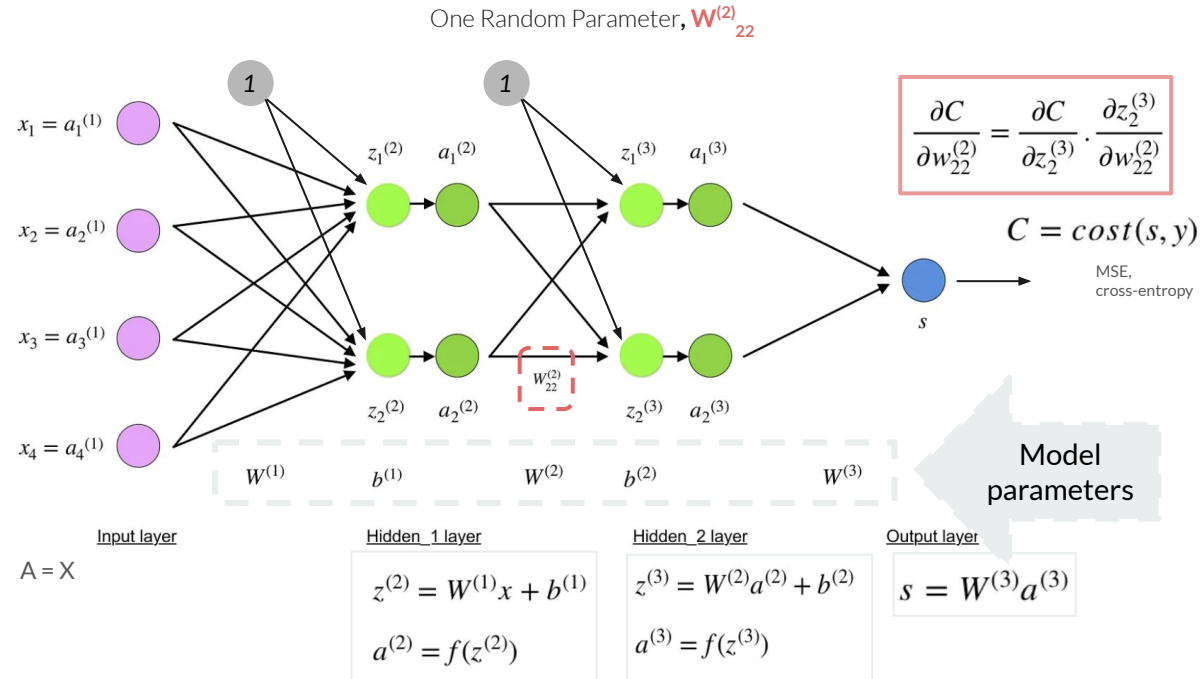 One Random Parameter, W⁽²⁾₂₂
1
1
∂C/∂w₂₂⁽²⁾ = ∂C/∂z₂⁽³⁾ · ∂z₂⁽³⁾/∂w₂₂⁽²⁾
x₁ = a₁⁽¹⁾
z₁⁽²⁾ a₁⁽²⁾
z₁⁽³⁾ a₁⁽³⁾
x₂ = a₂⁽¹⁾
C = cost(s, y)
MSE,
cross-entropy
s
x₃ = a₃⁽¹⁾
W₂₂⁽²⁾
z₂⁽²⁾ a₂⁽²⁾
z₂⁽³⁾ a₂⁽³⁾
x₄ = a₄⁽¹⁾
W⁽¹⁾ b⁽¹⁾ W⁽²⁾ b⁽²⁾ W⁽³⁾
Model
parameters
Input layer
Hidden_1 layer
Hidden_2 layer
Output layer
A = X
z⁽²⁾ = W⁽¹⁾x + b⁽¹⁾
a⁽²⁾ = f(z⁽²⁾)
z⁽³⁾ = W⁽²⁾a⁽²⁾ + b⁽²⁾
a⁽³⁾ = f(z⁽³⁾)
s = W⁽³⁾a⁽³⁾